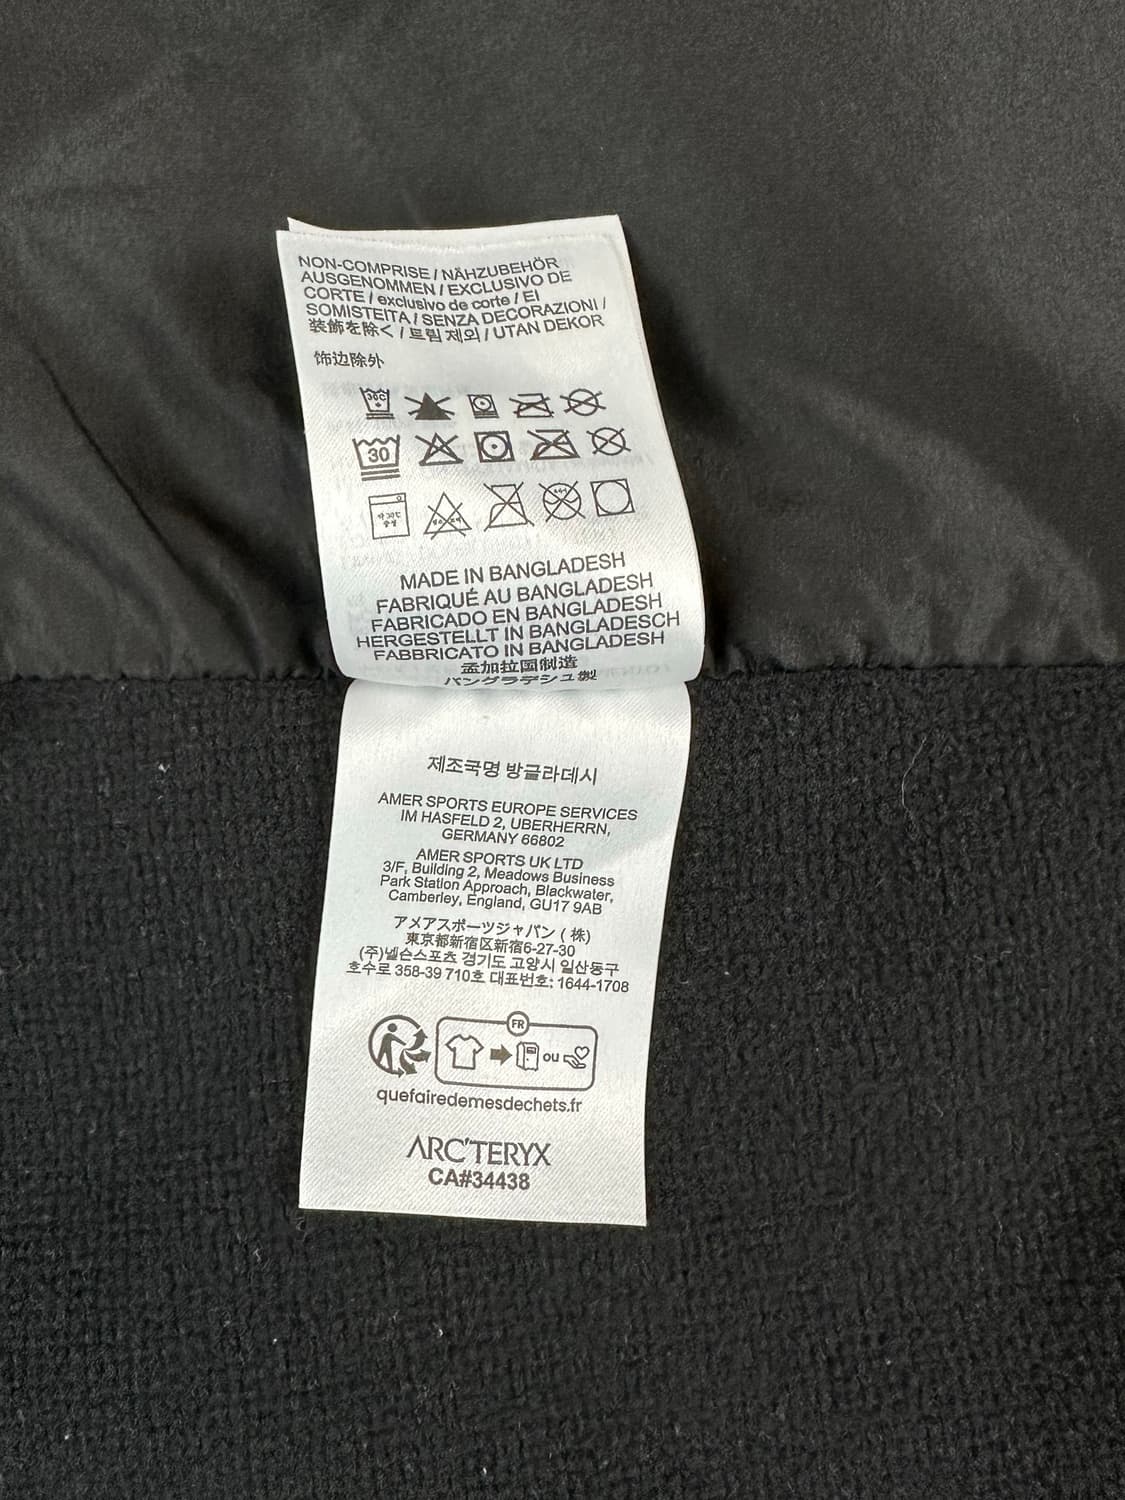 NON-COMPRISE / NÄHZUBEHÖR
AUSGENOMMEN / EXCLUSIVO DE
CORTE / exclusivo de corte / EI
SOMISTEITA / SENZA DECORAZIONI /
装飾を除く / 트림 제외 / UTAN DEKOR
饰边除外
30C
30
약 30℃
중성
MADE IN BANGLADESH
FABRIQUÉ AU BANGLADESH
FABRICADO EN BANGLADESH
HERGESTELLT IN BANGLADESCH
FABBRICATO IN BANGLADESH
孟加拉国制造
バングラデシュ製
제조국명 방글라데시
AMER SPORTS EUROPE SERVICES
IM HASFELD 2, UBERHERRN,
GERMANY 66802
AMER SPORTS UK LTD
3/F, Building 2, Meadows Business
Park Station Approach, Blackwater,
Camberley, England, GU17 9AB
アメアスポーツジャパン ( 株)
東京都新宿区新宿6-27-30
(주)넬슨스포츠 경기도 고양시 일산동구
호수로 358-39 710호 대표번호: 1644-1708
FR
ou
quefairedemesdechets.fr
ARC'TERYX
CA#34438